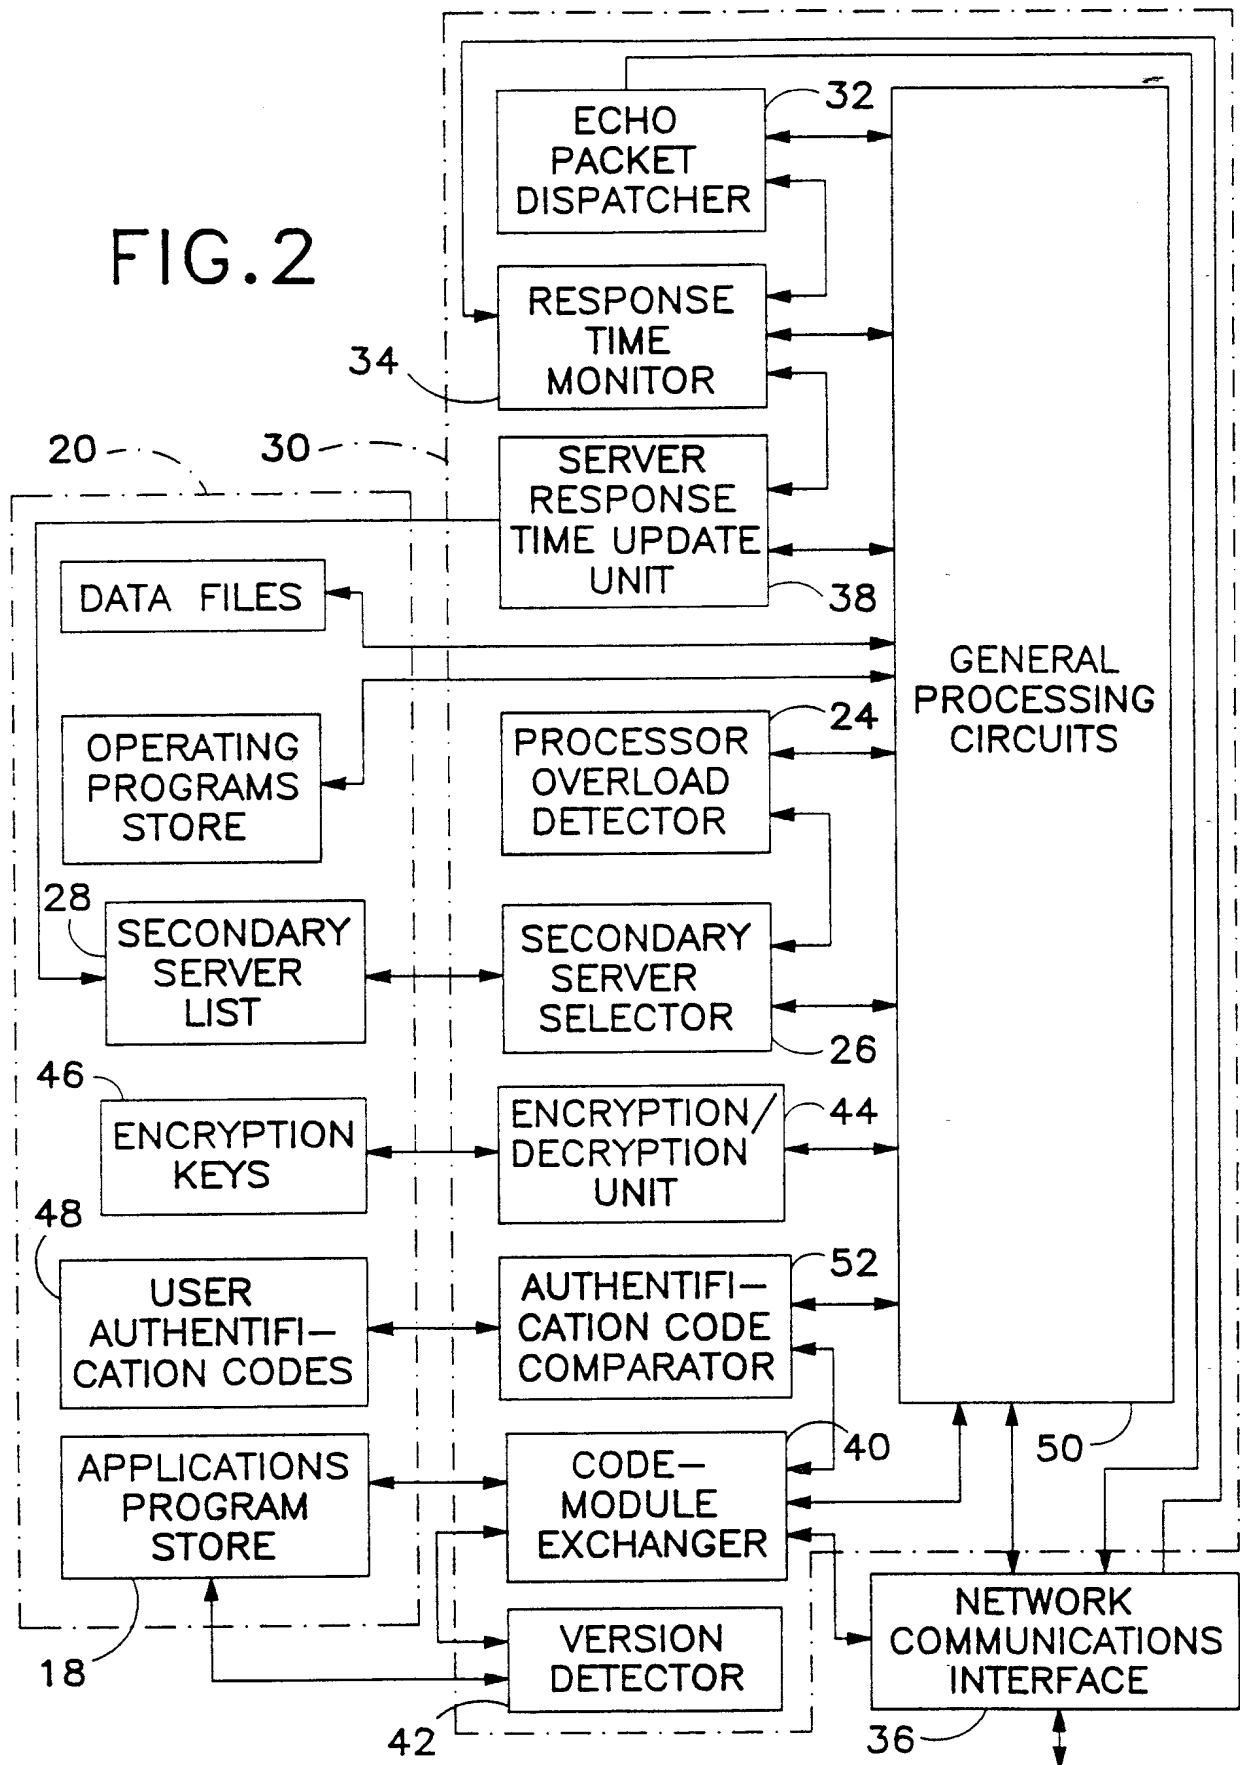 FIG.2
32
ECHO
PACKET
DISPATCHER
RESPONSE
TIME
MONITOR
34
20
30
SERVER
RESPONSE
TIME UPDATE
UNIT
38
DATA FILES
GENERAL
PROCESSING
CIRCUITS
OPERATING
PROGRAMS
STORE
24
PROCESSOR
OVERLOAD
DETECTOR
28
SECONDARY
SERVER
LIST
SECONDARY
SERVER
SELECTOR
26
46
ENCRYPTION
KEYS
ENCRYPTION/
DECRYPTION
UNIT
44
48
USER
AUTHENTIFI-
CATION CODES
52
AUTHENTIFI-
CATION CODE
COMPARATOR
APPLICATIONS
PROGRAM
STORE
18
CODE-
MODULE
EXCHANGER
40
50
VERSION
DETECTOR
42
NETWORK
COMMUNICATIONS
INTERFACE
36